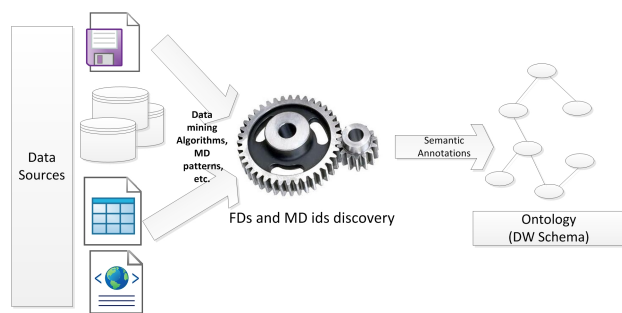 Data
Sources
Data
mining
Algorithms,
MD
patterns,
etc.
FDs and MD ids discovery
Semantic
Annotations
Ontology
(DW Schema)